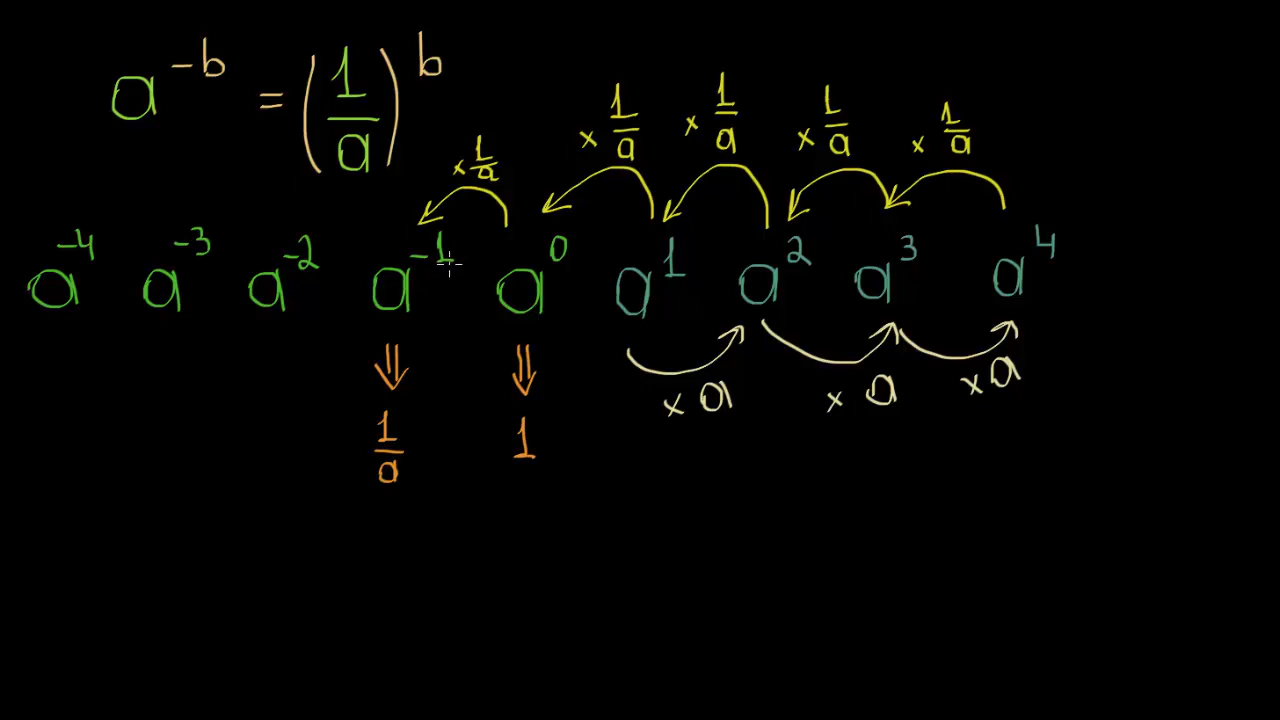 a^-b = (1/a)^b
× 1/a × 1/a × 1/a × 1/a × 1/a
a^-4 a^-3 a^-2 a^-1 a^0 a^1 a^2 a^3 a^4
× a × a × a
1/a 1